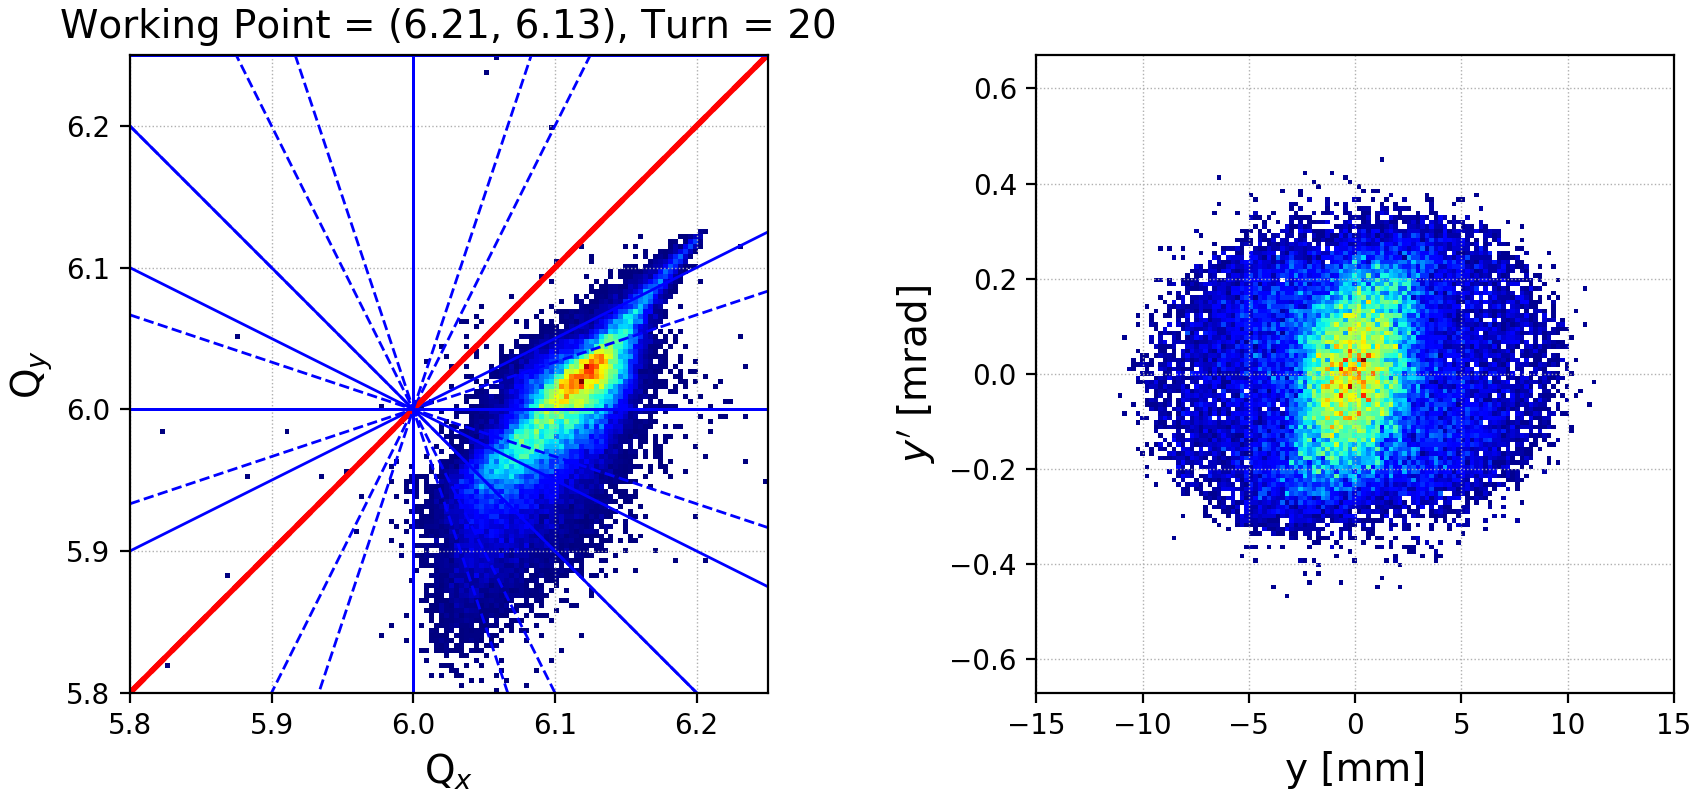 Working Point = (6.21, 6.13), Turn = 20
6.2
6.1
6.0
5.9
5.8
Q_y
5.8 5.9 6.0 6.1 6.2
Q_x
0.6
0.4
0.2
0.0
−0.2
−0.4
−0.6
y′ [mrad]
−15 −10 −5 0 5 10 15
y [mm]